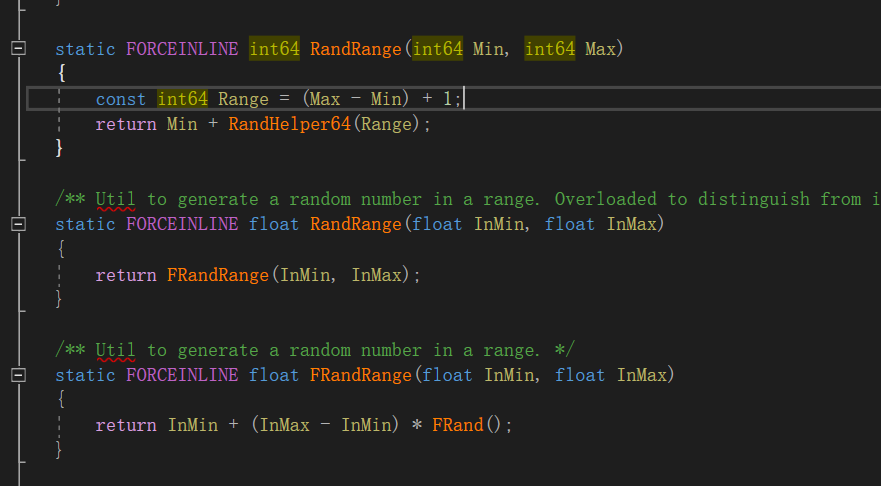 }
static FORCEINLINE int64 RandRange(int64 Min, int64 Max)
{
const int64 Range = (Max - Min) + 1;
return Min + RandHelper64(Range);
}
/** Util to generate a random number in a range. Overloaded to distinguish from i
static FORCEINLINE float RandRange(float InMin, float InMax)
{
return FRandRange(InMin, InMax);
}
/** Util to generate a random number in a range. */
static FORCEINLINE float FRandRange(float InMin, float InMax)
{
return InMin + (InMax - InMin) * FRand();
}